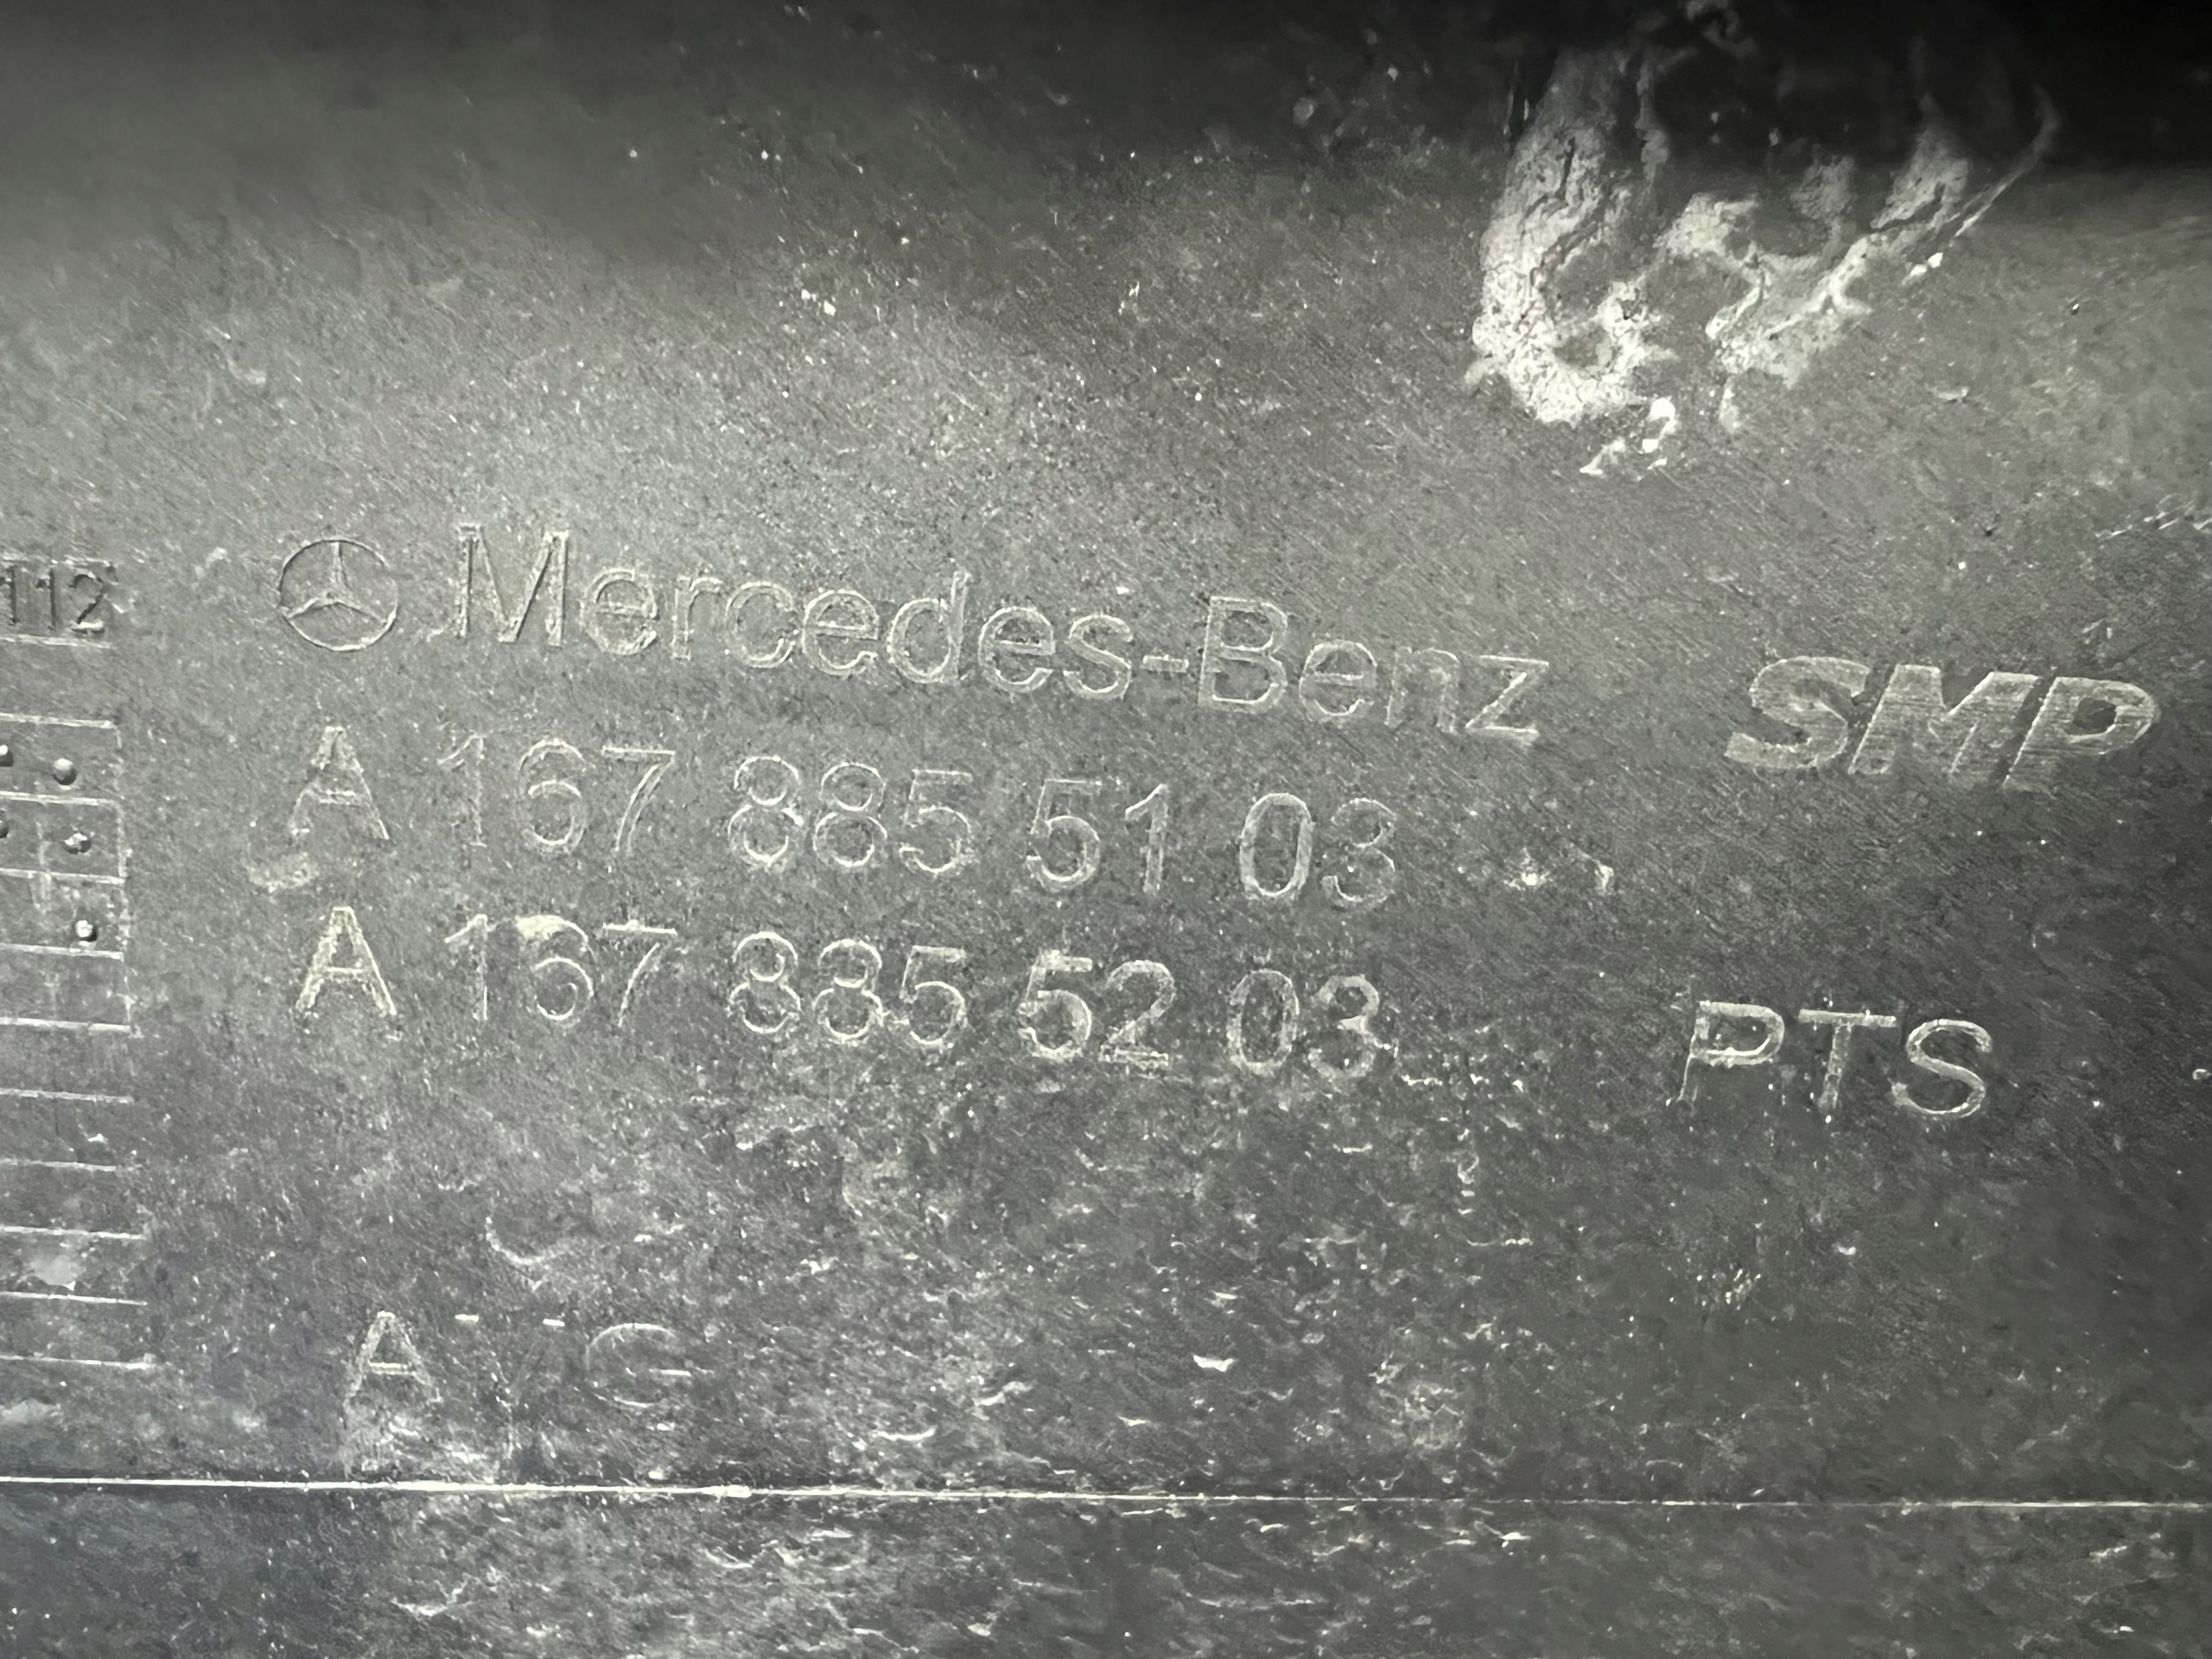 112
Mercedes-Benz
SMP
A 167 885 51 03
A 167 885 52 03
PTS